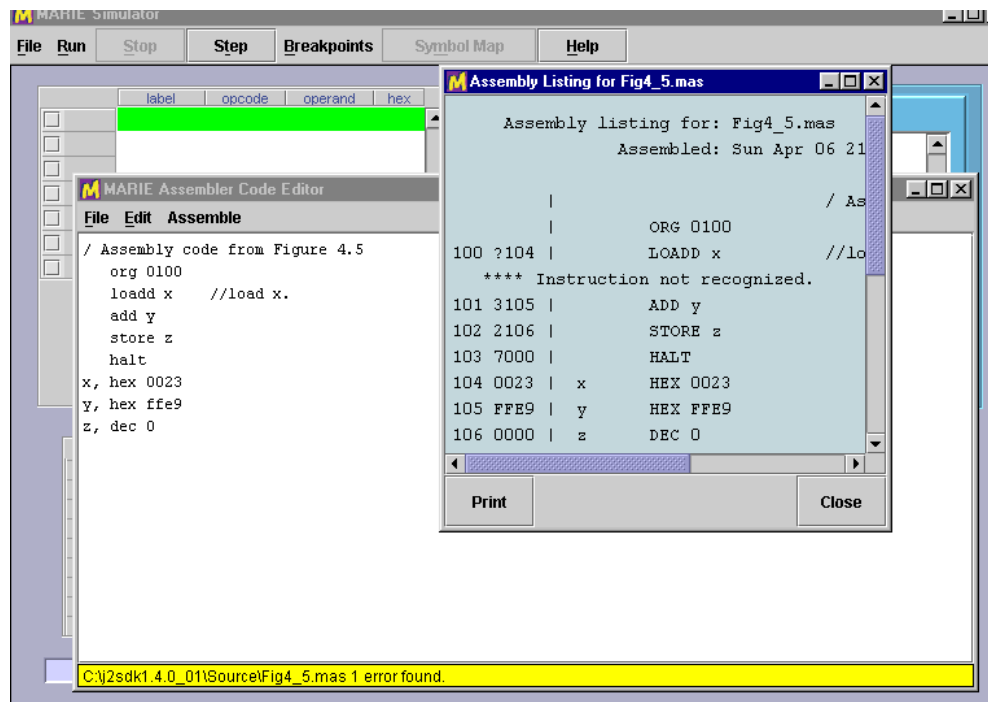 MARIE Simulator
File Run Stop Step Breakpoints Symbol Map Help
label opcode operand hex
Assembly Listing for Fig4_5.mas
Assembly listing for: Fig4_5.mas
Assembled: Sun Apr 06 21
| / As
| ORG 0100
100 ?104 | LOADD x //lo
**** Instruction not recognized.
101 3105 | ADD y
102 2106 | STORE z
103 7000 | HALT
104 0023 | x HEX 0023
105 FFE9 | y HEX FFE9
106 0000 | z DEC 0
Print Close
MARIE Assembler Code Editor
File Edit Assemble
/ Assembly code from Figure 4.5
org 0100
loadd x //load x.
add y
store z
halt
x, hex 0023
y, hex ffe9
z, dec 0
C:\j2sdk1.4.0_01\Source\Fig4_5.mas 1 error found.